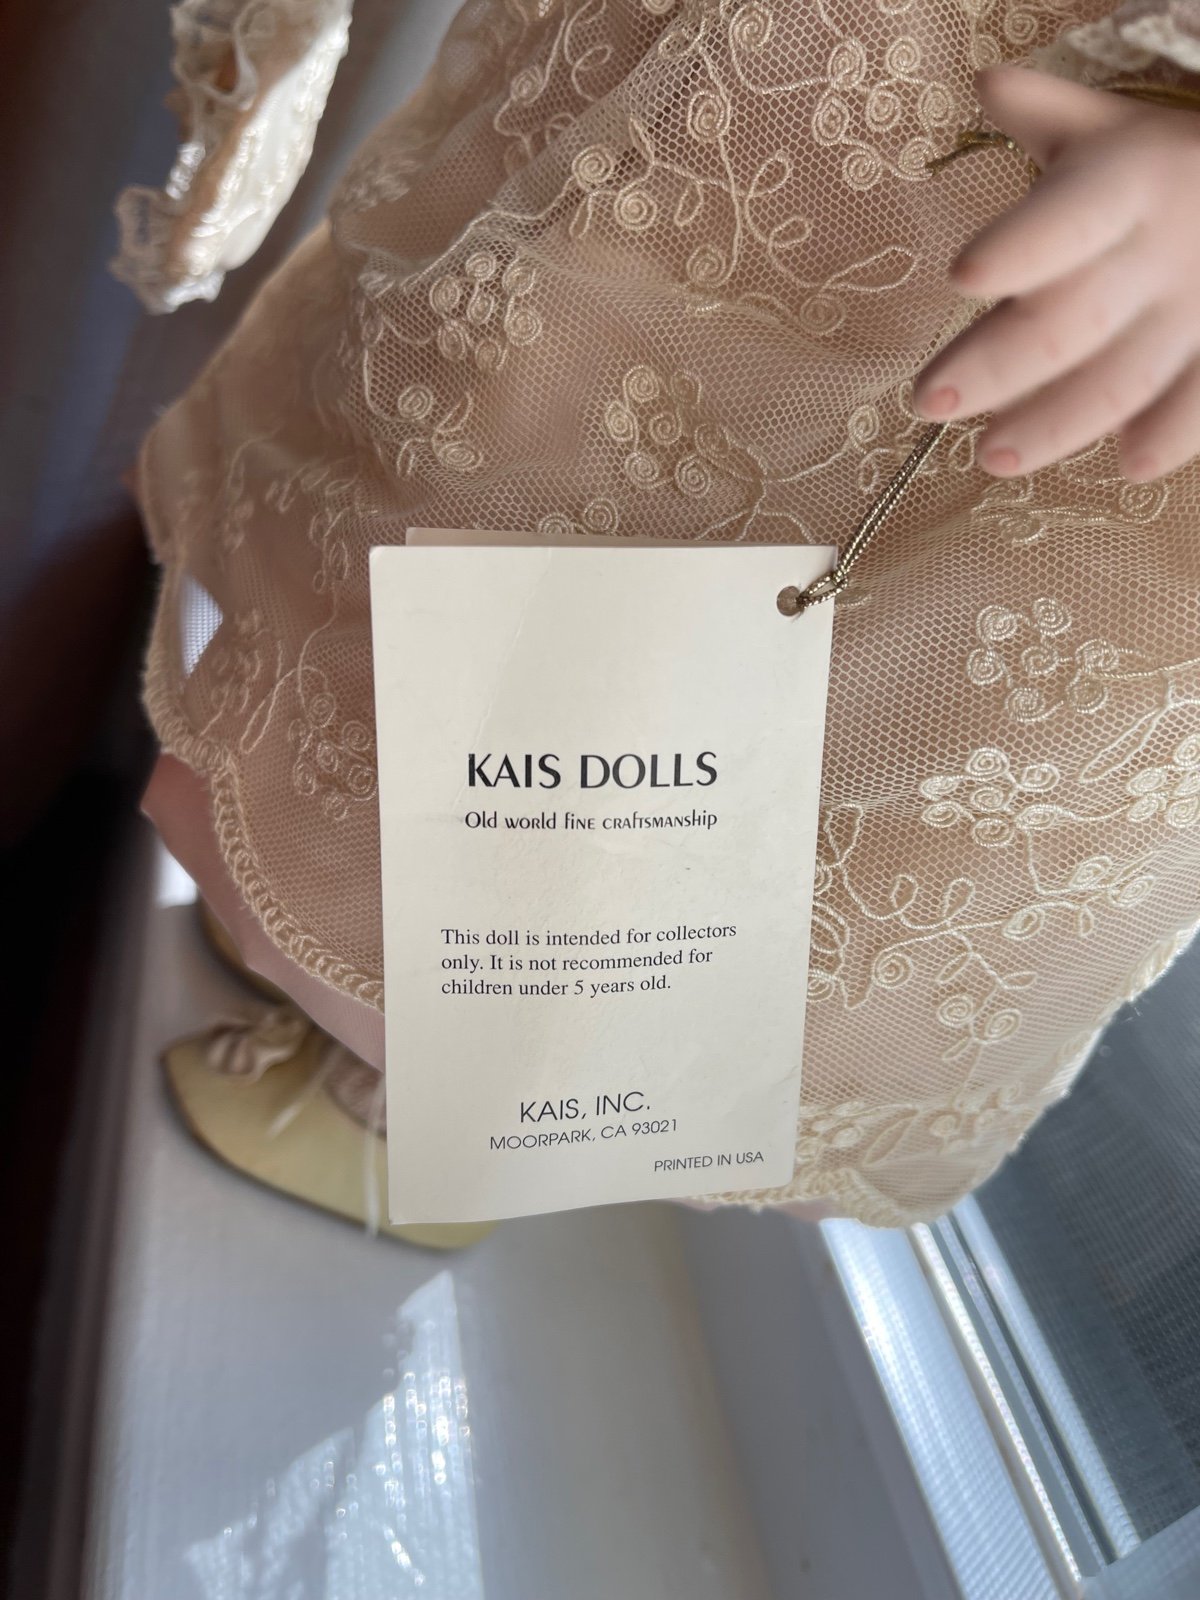 KAIS DOLLS
Old world fine craftsmanship
This doll is intended for collectors
only. It is not recommended for
children under 5 years old.
KAIS, INC.
MOORPARK, CA 93021
PRINTED IN USA